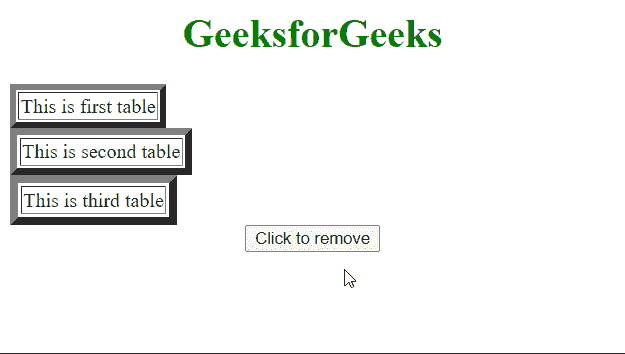 GeeksforGeeks
This is first table
This is second table
This is third table
Click to remove